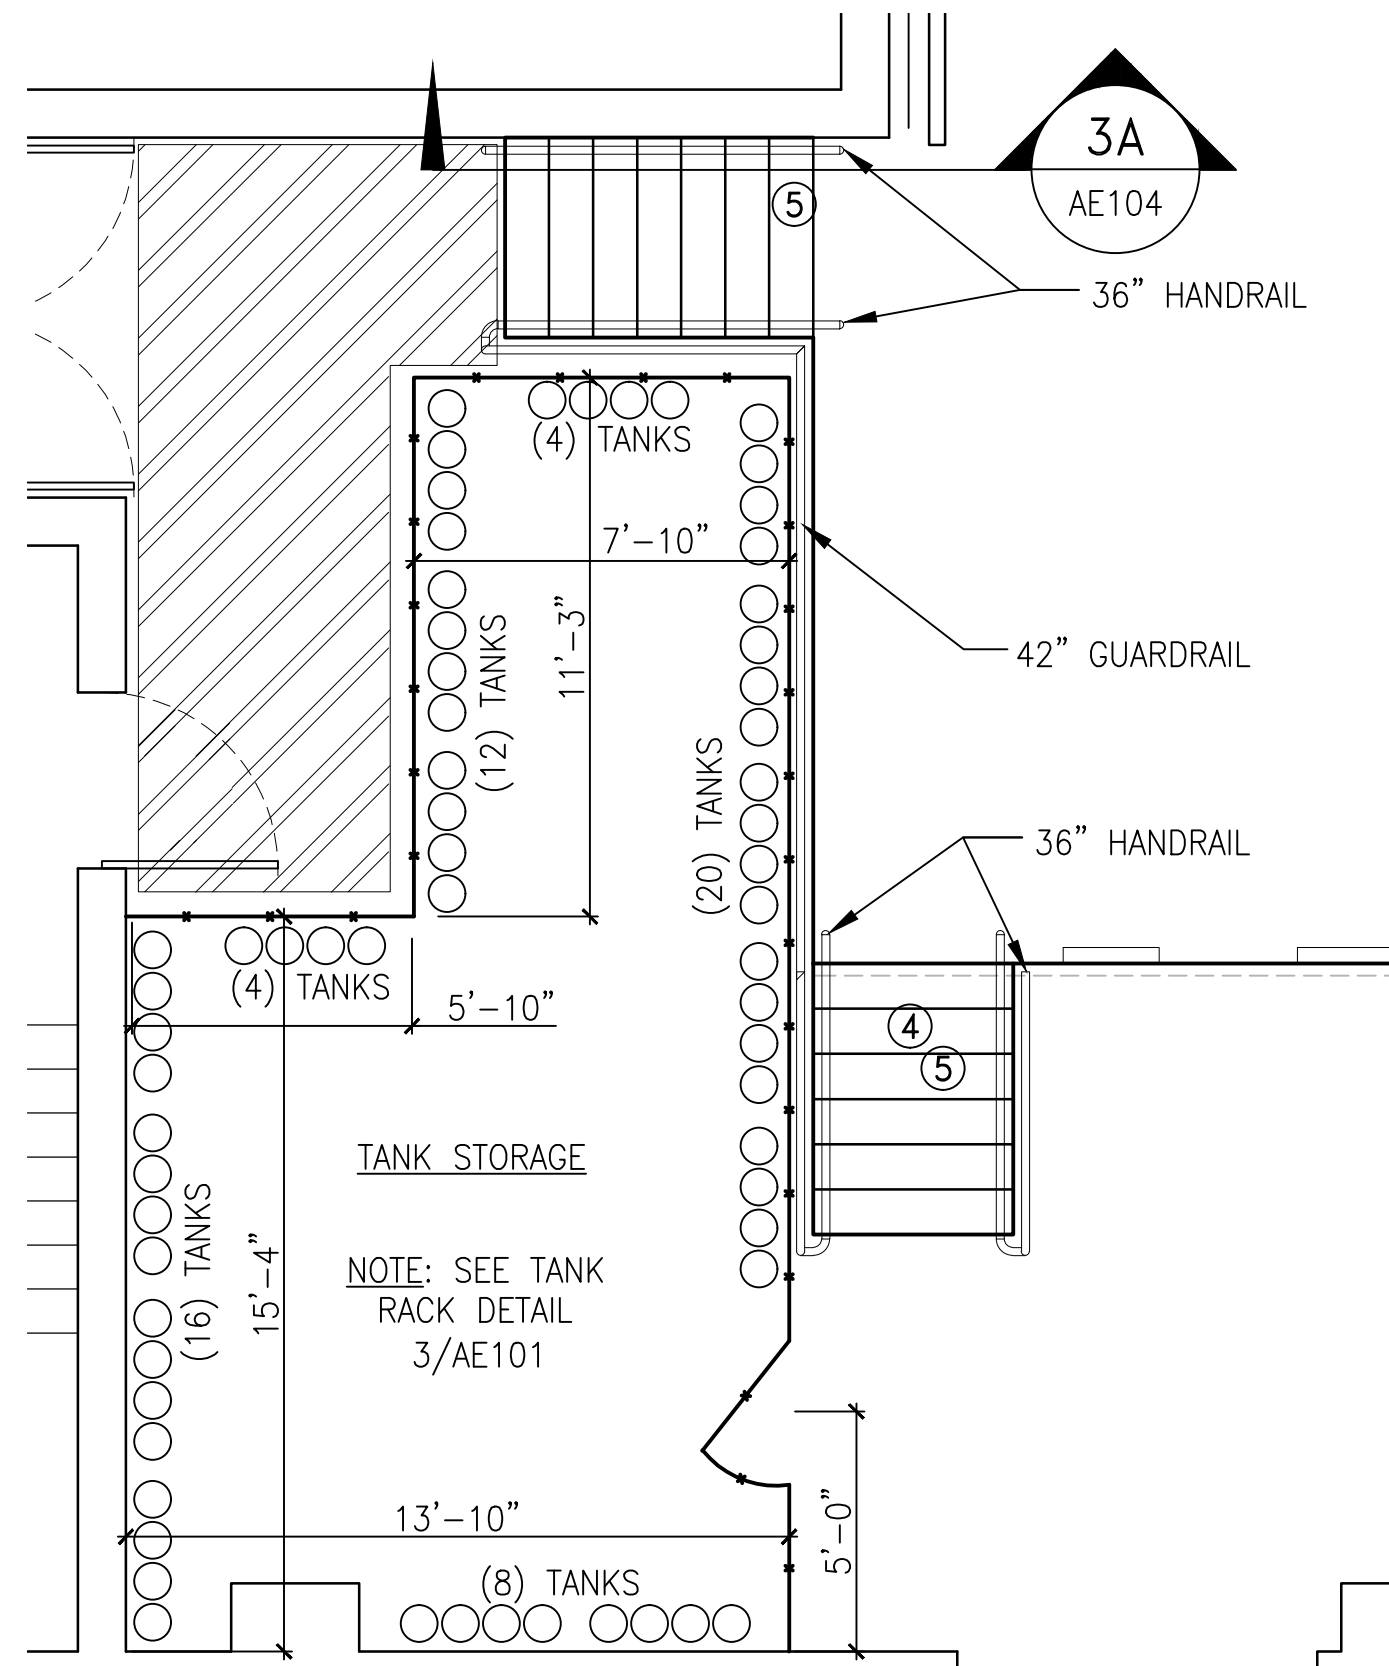 3A
AE104
5
36” HANDRAIL
(4) TANKS
7’-10”
11’-3”
(12) TANKS
42” GUARDRAIL
(20) TANKS
36” HANDRAIL
(4) TANKS
5’-10”
4
5
TANK STORAGE
(16) TANKS
15’-4”
NOTE: SEE TANK
RACK DETAIL
3/AE101
13’-10”
5’-0”
(8) TANKS